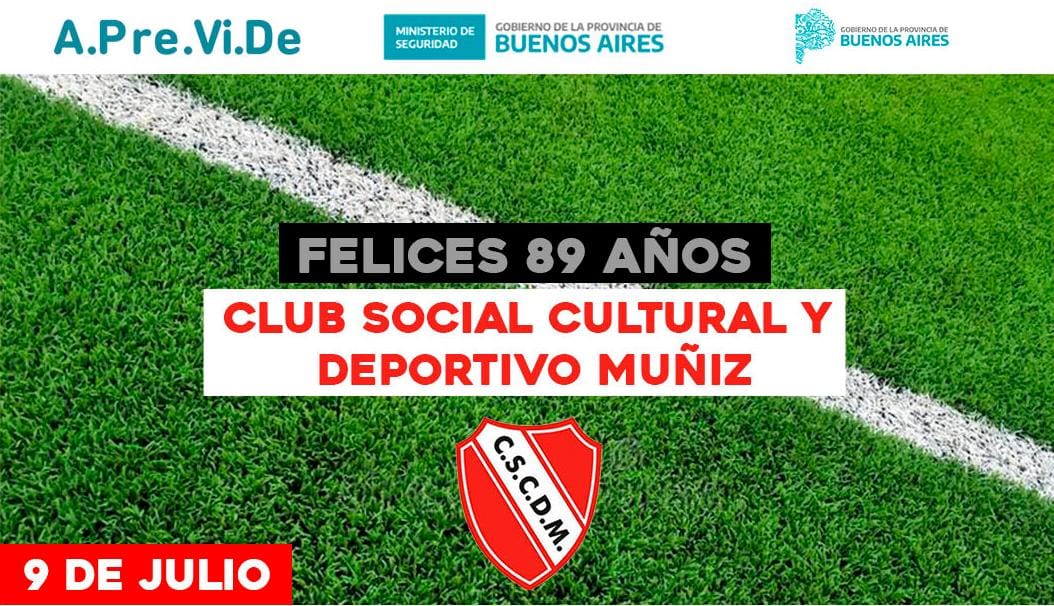 A.Pre.Vi.De
MINISTERIO DE
SEGURIDAD
GOBIERNO DE LA PROVINCIA DE
BUENOS AIRES
GOBIERNO DE LA PROVINCIA DE
BUENOS AIRES
FELICES 89 AÑOS
CLUB SOCIAL CULTURAL Y
DEPORTIVO MUÑIZ
C.S.C.D.M.
9 DE JULIO